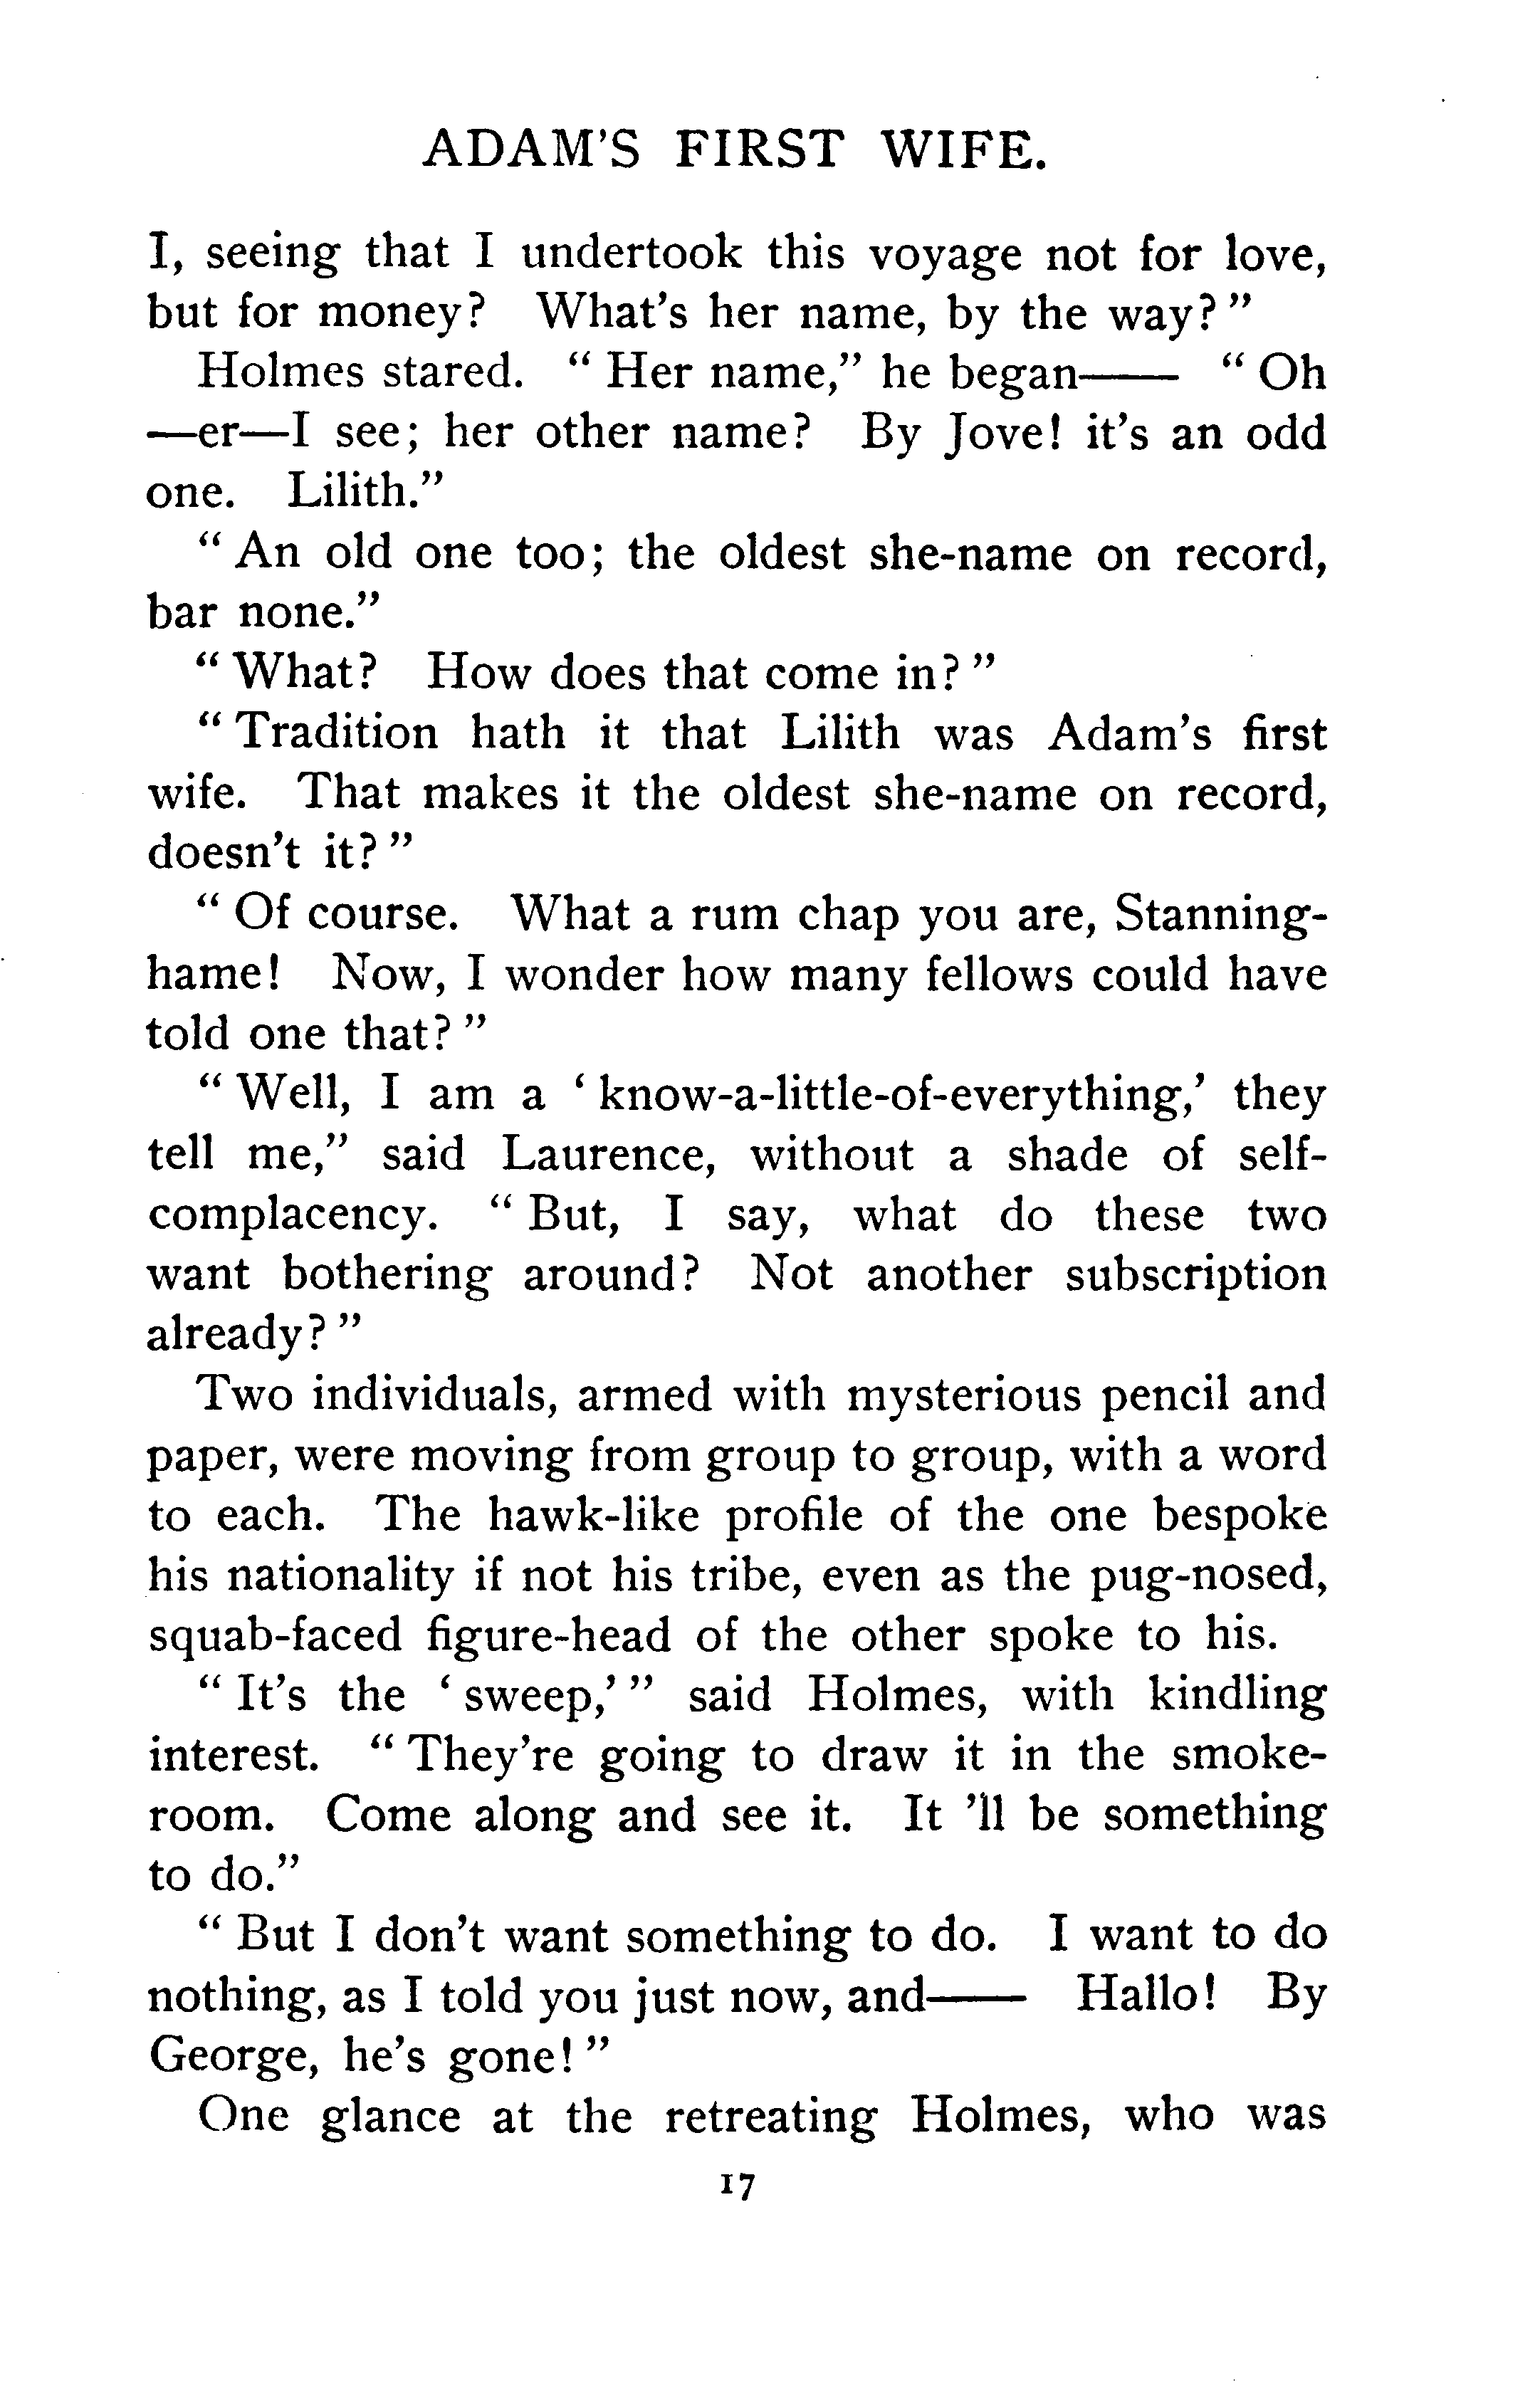 ADAM'S FIRST WIFE.
I, seeing that I undertook this voyage not for love,
but for money? What's her name, by the way?"
Holmes stared. "Her name," he began—— "Oh
—er—I see; her other name? By Jove! it's an odd
one. Lilith."
"An old one too; the oldest she-name on record,
bar none."
"What? How does that come in?"
"Tradition hath it that Lilith was Adam's first
wife. That makes it the oldest she-name on record,
doesn't it?"
"Of course. What a rum chap you are, Stanning-
hame! Now, I wonder how many fellows could have
told one that?"
"Well, I am a 'know-a-little-of-everything,' they
tell me," said Laurence, without a shade of self-
complacency. "But, I say, what do these two
want bothering around? Not another subscription
already?"
Two individuals, armed with mysterious pencil and
paper, were moving from group to group, with a word
to each. The hawk-like profile of the one bespoke
his nationality if not his tribe, even as the pug-nosed,
squab-faced figure-head of the other spoke to his.
"It's the 'sweep,'" said Holmes, with kindling
interest. "They're going to draw it in the smoke-
room. Come along and see it. It 'll be something
to do."
"But I don't want something to do. I want to do
nothing, as I told you just now, and—— Hallo! By
George, he's gone!"
One glance at the retreating Holmes, who was
17